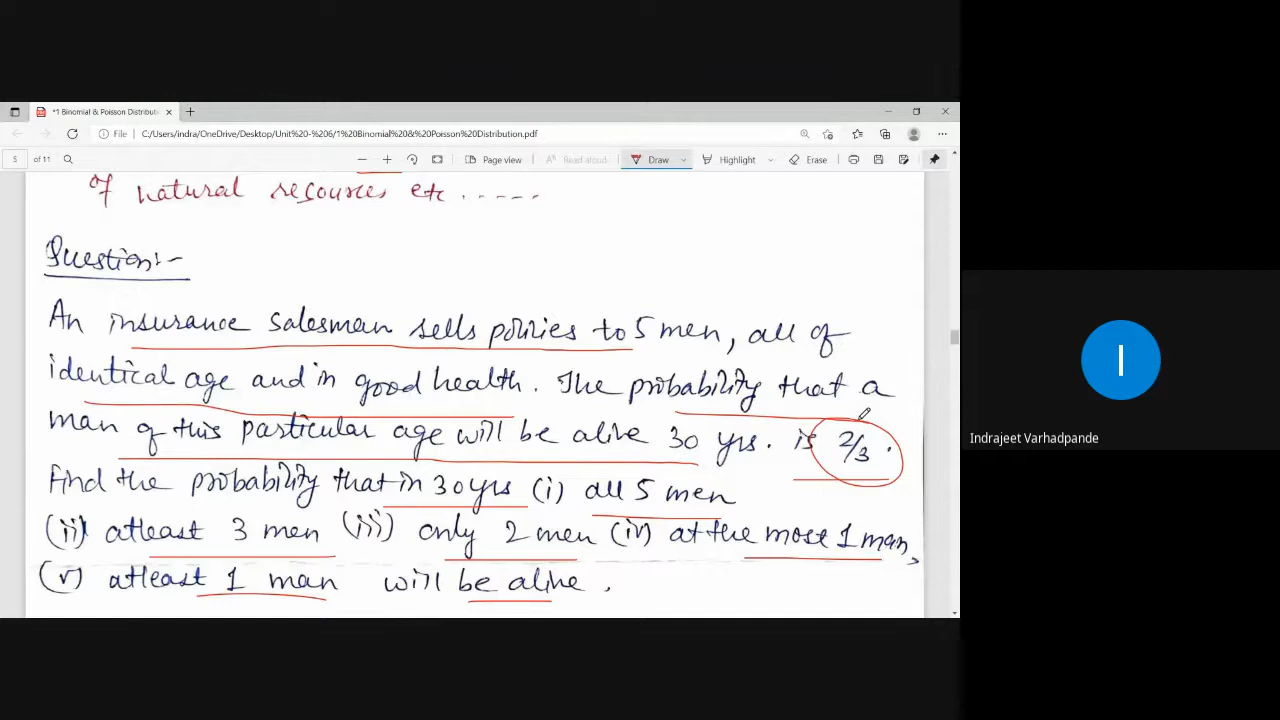 *1 Binomial & Poisson Distributi
File C:/Users/indra/OneDrive/Desktop/Unit%20-%206/1%20Binomial%20&%20Poisson%20Distribution.pdf
5 of 11 Page view Read aloud Draw Highlight Erase
of natural resources etc . - - - - -
Question:-
An insurance salesman sells policies to 5 men, all of
identical age and in good health. The probability that a
man of this particular age will be alive 30 yrs. is 2/3.
Find the probability that in 30 yrs (i) all 5 men
(ii) atleast 3 men (iii) only 2 men (iv) at the most 1 man,
(v) atleast 1 man will be alive.
I
Indrajeet Varhadpande